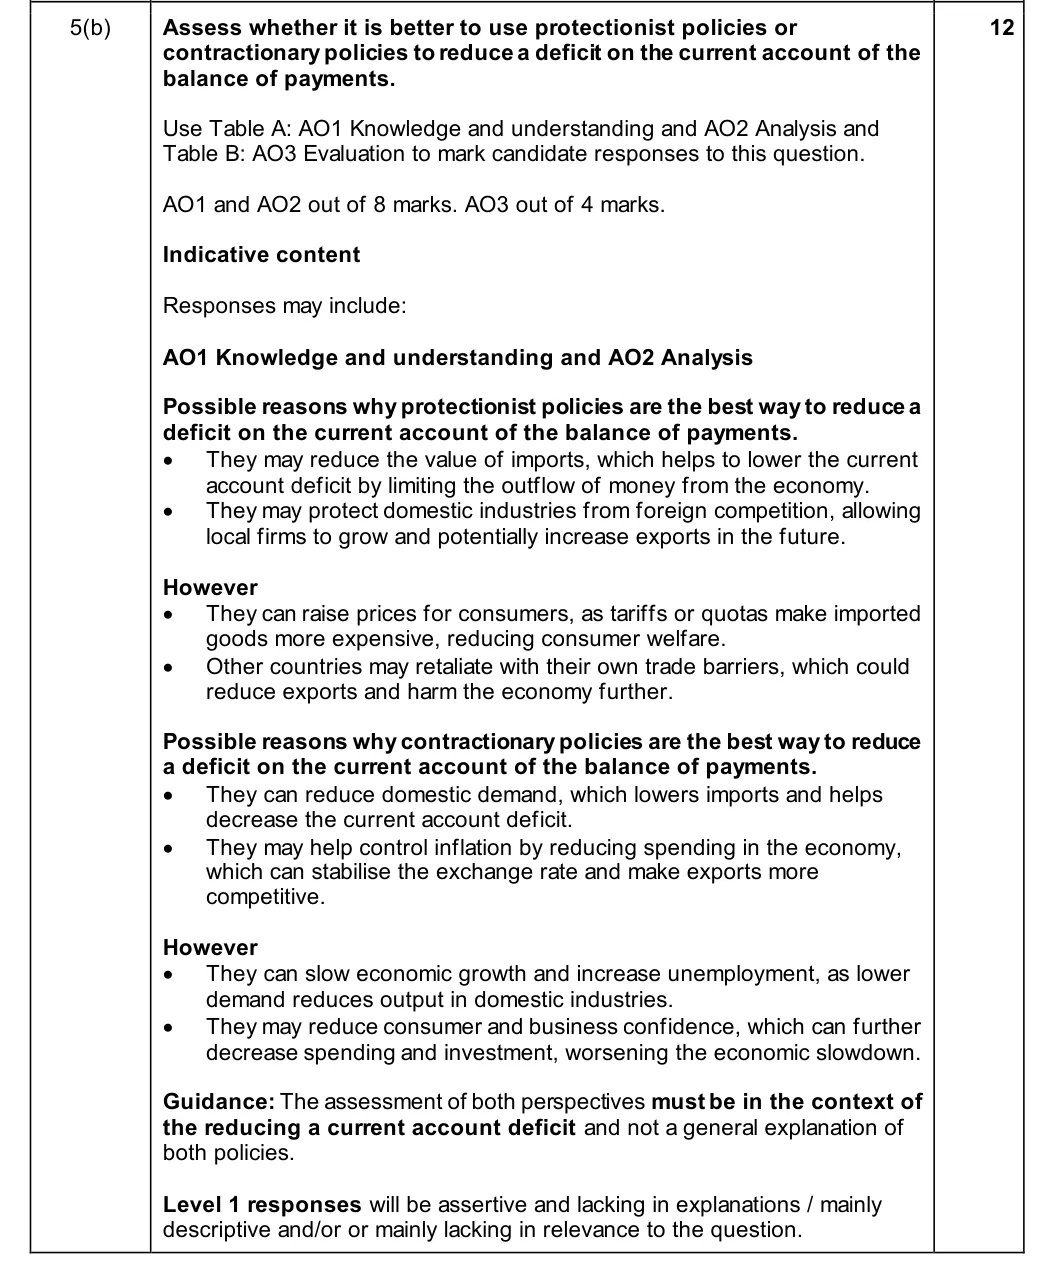 5(b) Assess whether it is better to use protectionist policies or 12
contractionary policies to reduce a deficit on the current account of the
balance of payments.
Use Table A: AO1 Knowledge and understanding and AO2 Analysis and
Table B: AO3 Evaluation to mark candidate responses to this question.
AO1 and AO2 out of 8 marks. AO3 out of 4 marks.
Indicative content
Responses may include:
AO1 Knowledge and understanding and AO2 Analysis
Possible reasons why protectionist policies are the best way to reduce a
deficit on the current account of the balance of payments.
• They may reduce the value of imports, which helps to lower the current
account deficit by limiting the outflow of money from the economy.
• They may protect domestic industries from foreign competition, allowing
local firms to grow and potentially increase exports in the future.
However
• They can raise prices for consumers, as tariffs or quotas make imported
goods more expensive, reducing consumer welfare.
• Other countries may retaliate with their own trade barriers, which could
reduce exports and harm the economy further.
Possible reasons why contractionary policies are the best way to reduce
a deficit on the current account of the balance of payments.
• They can reduce domestic demand, which lowers imports and helps
decrease the current account deficit.
• They may help control inflation by reducing spending in the economy,
which can stabilise the exchange rate and make exports more
competitive.
However
• They can slow economic growth and increase unemployment, as lower
demand reduces output in domestic industries.
• They may reduce consumer and business confidence, which can further
decrease spending and investment, worsening the economic slowdown.
Guidance: The assessment of both perspectives must be in the context of
the reducing a current account deficit and not a general explanation of
both policies.
Level 1 responses will be assertive and lacking in explanations / mainly
descriptive and/or or mainly lacking in relevance to the question.